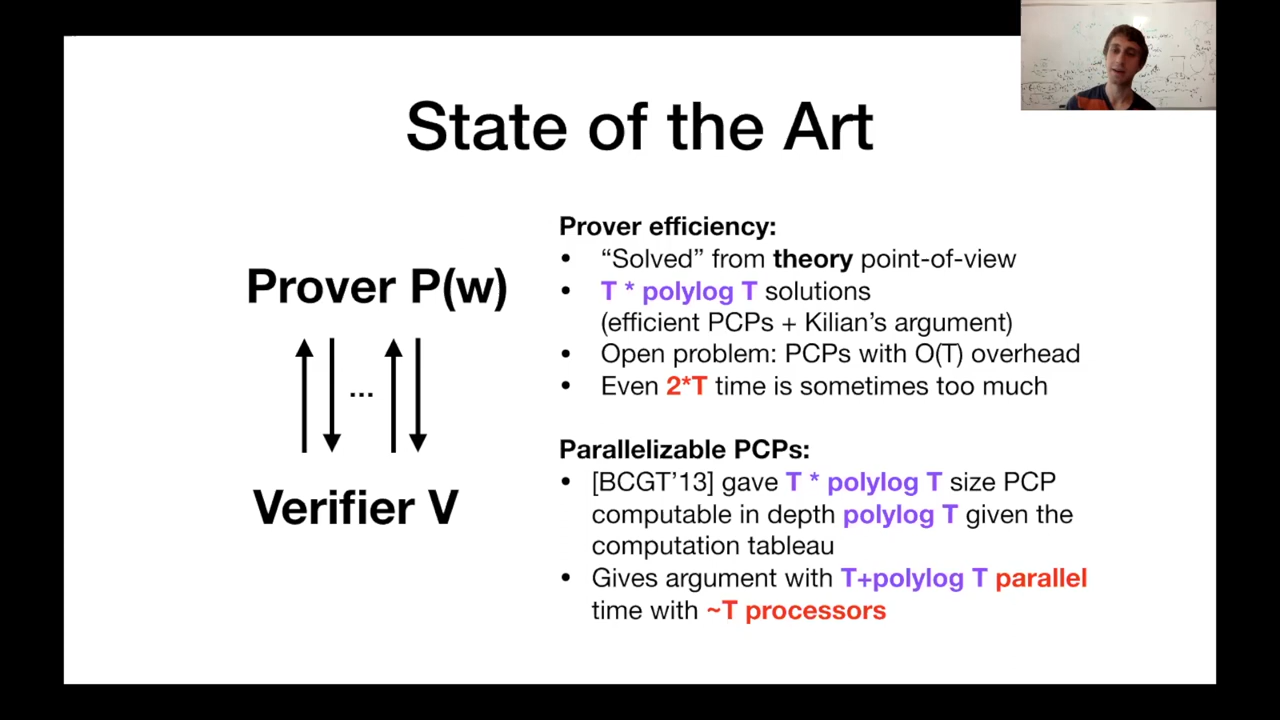 State of the Art
Prover P(w)
...
Verifier V
Prover efficiency:
• “Solved” from theory point-of-view
• T * polylog T solutions
(efficient PCPs + Kilian’s argument)
• Open problem: PCPs with O(T) overhead
• Even 2*T time is sometimes too much
Parallelizable PCPs:
• [BCGT’13] gave T * polylog T size PCP
computable in depth polylog T given the
computation tableau
• Gives argument with T+polylog T parallel
time with ~T processors